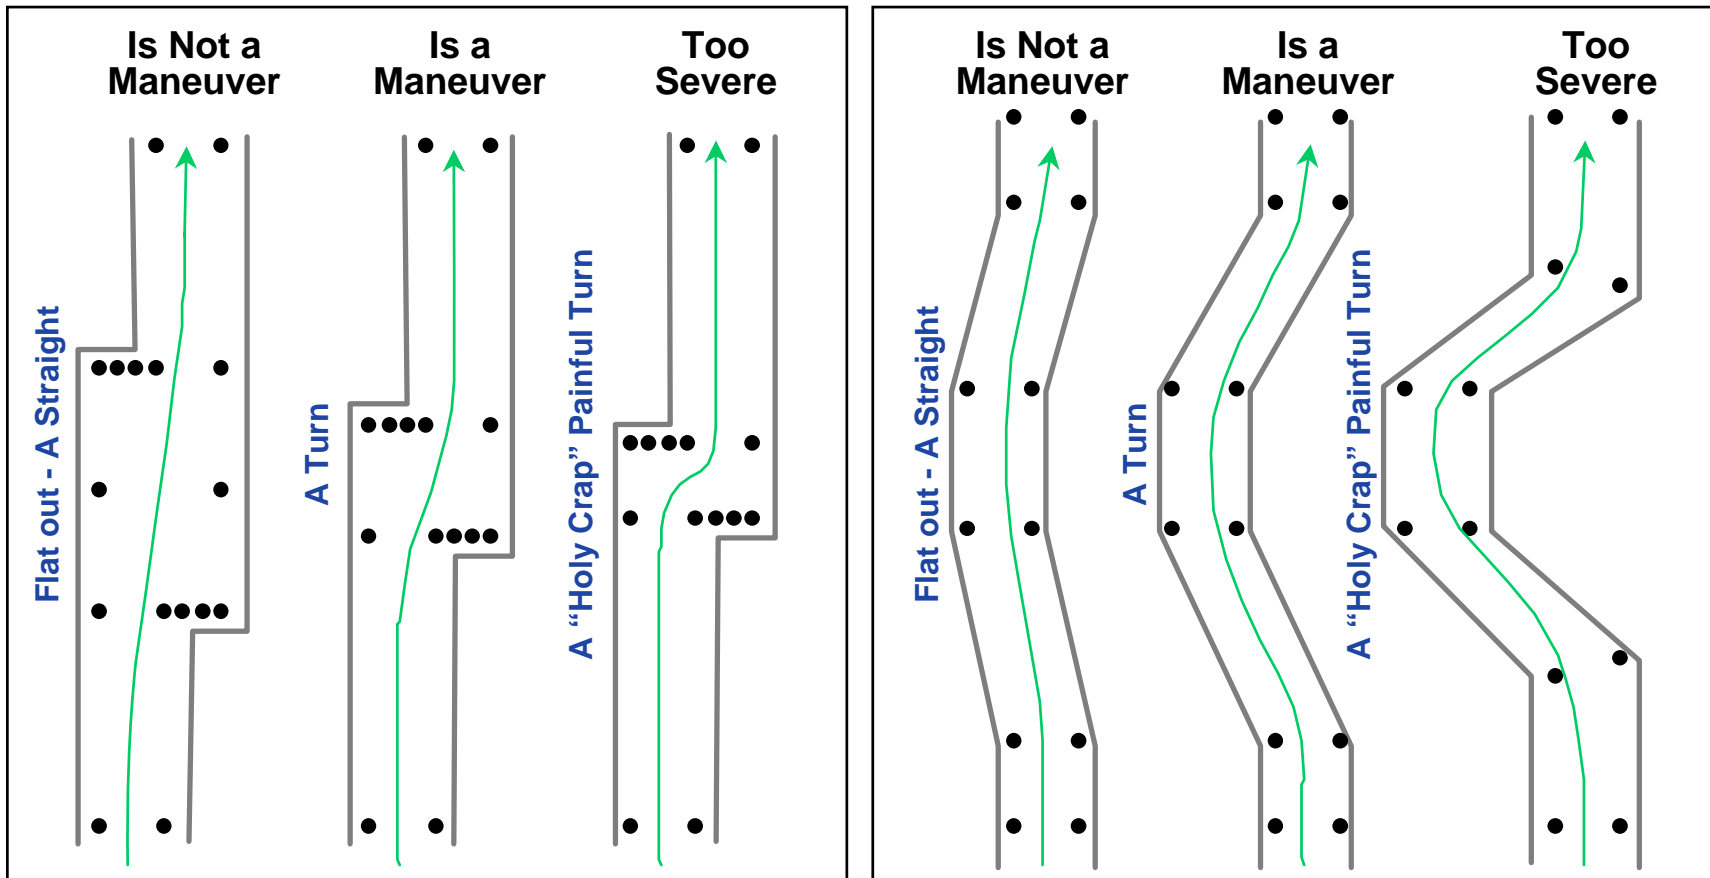 Is Not a
Maneuver
Is a
Maneuver
Too
Severe
Flat out - A Straight
A Turn
A “Holy Crap” Painful Turn
Is Not a
Maneuver
Is a
Maneuver
Too
Severe
Flat out - A Straight
A Turn
A “Holy Crap” Painful Turn